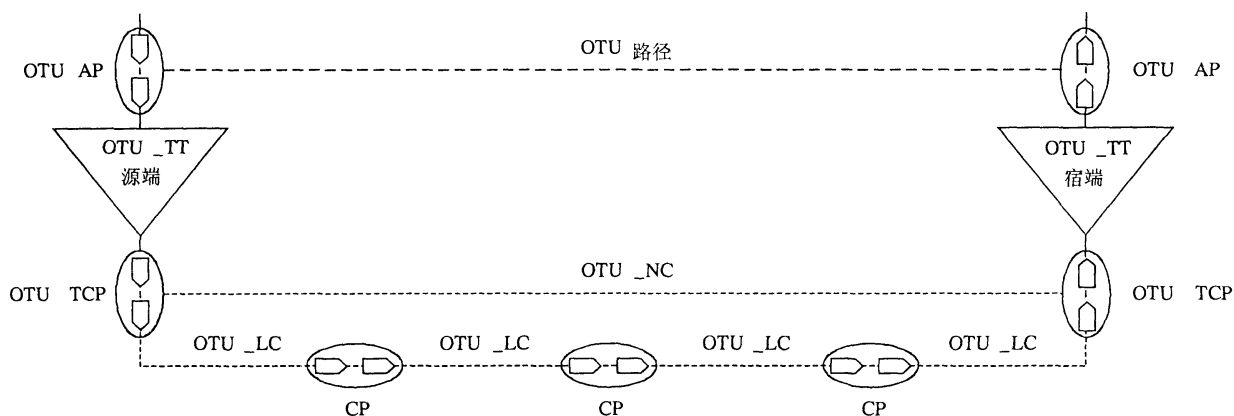 OTU 路径
OTU AP
OTU AP
OTU _TT
源端
OTU _TT
宿端
OTU _NC
OTU TCP
OTU TCP
OTU _LC
OTU _LC
OTU _LC
OTU _LC
CP
CP
CP